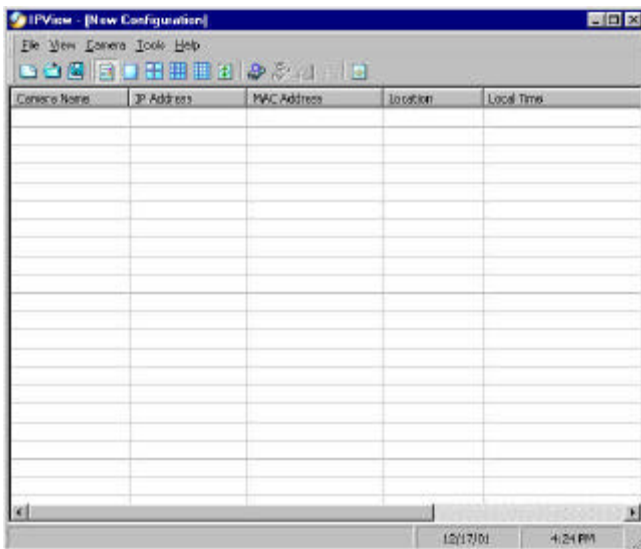 IPView - [New Configuration]
File View Camera Tools Help
Camera Name IP Address MAC Address Location Local Time
12/17/01 4:24 PM